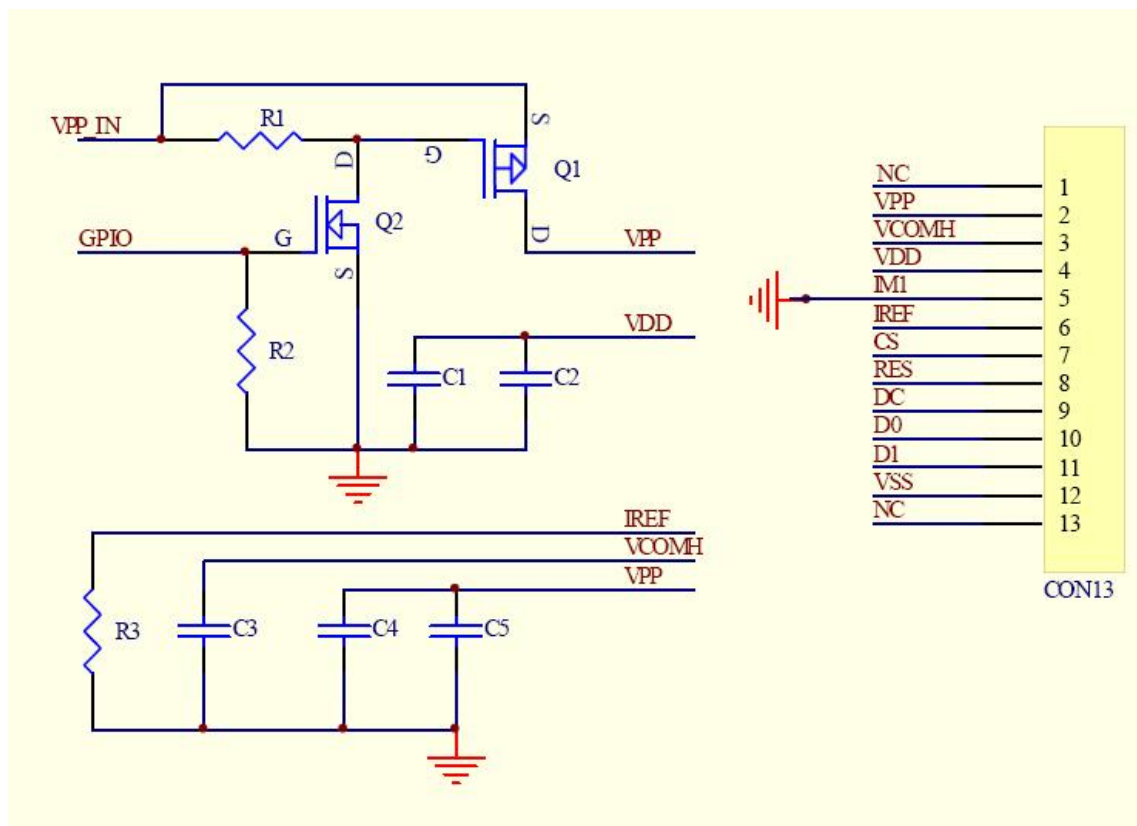 R1
VPP_IN
S
D
G
Q1
Q2
GPIO
G
D
VPP
S
R2
VDD
C1
C2
IREF
VCOMH
VPP
R3
C3
C4
C5
NC 1
VPP 2
VCOMH 3
VDD 4
IM1 5
IREF 6
CS 7
RES 8
DC 9
D0 10
D1 11
VSS 12
NC 13
CON13